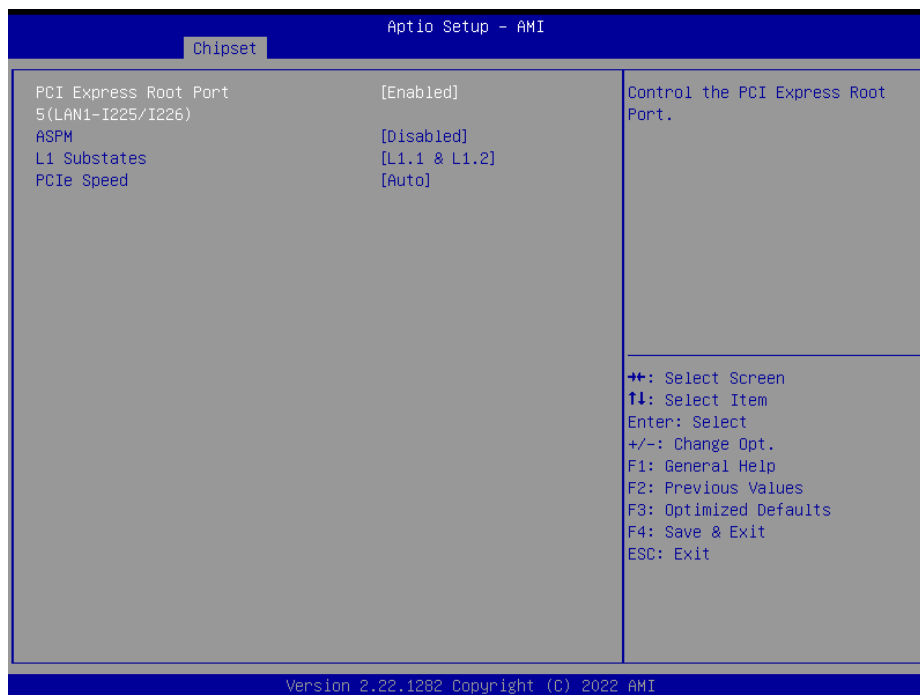 Aptio Setup - AMI
Chipset
PCI Express Root Port [Enabled]
5(LAN1-I225/I226)
ASPM [Disabled]
L1 Substates [L1.1 & L1.2]
PCIe Speed [Auto]
Control the PCI Express Root
Port.
→←: Select Screen
↑↓: Select Item
Enter: Select
+/-: Change Opt.
F1: General Help
F2: Previous Values
F3: Optimized Defaults
F4: Save & Exit
ESC: Exit
Version 2.22.1282 Copyright (C) 2022 AMI